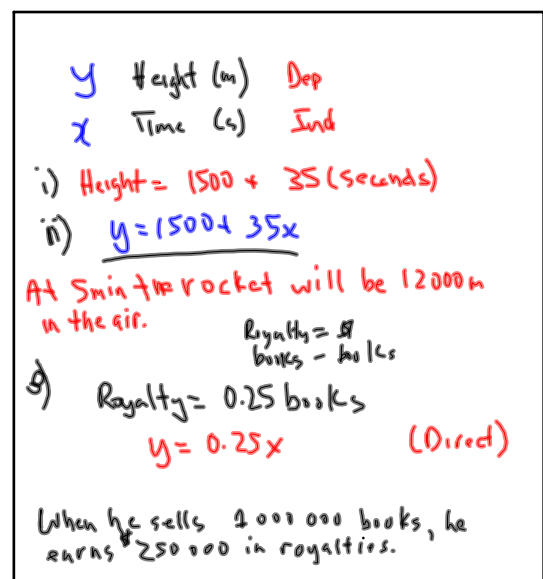 y Height (m) Dep
x Time (s) Ind
i) Height = 1500 + 35 (seconds)
ii) y = 1500 + 35x
At 5min the rocket will be 12000m
in the air.
Royalty = $
books - books
g) Royalty = 0.25 books
y = 0.25x (Direct)
When he sells 1 000 000 books, he
earns $250 000 in royalties.